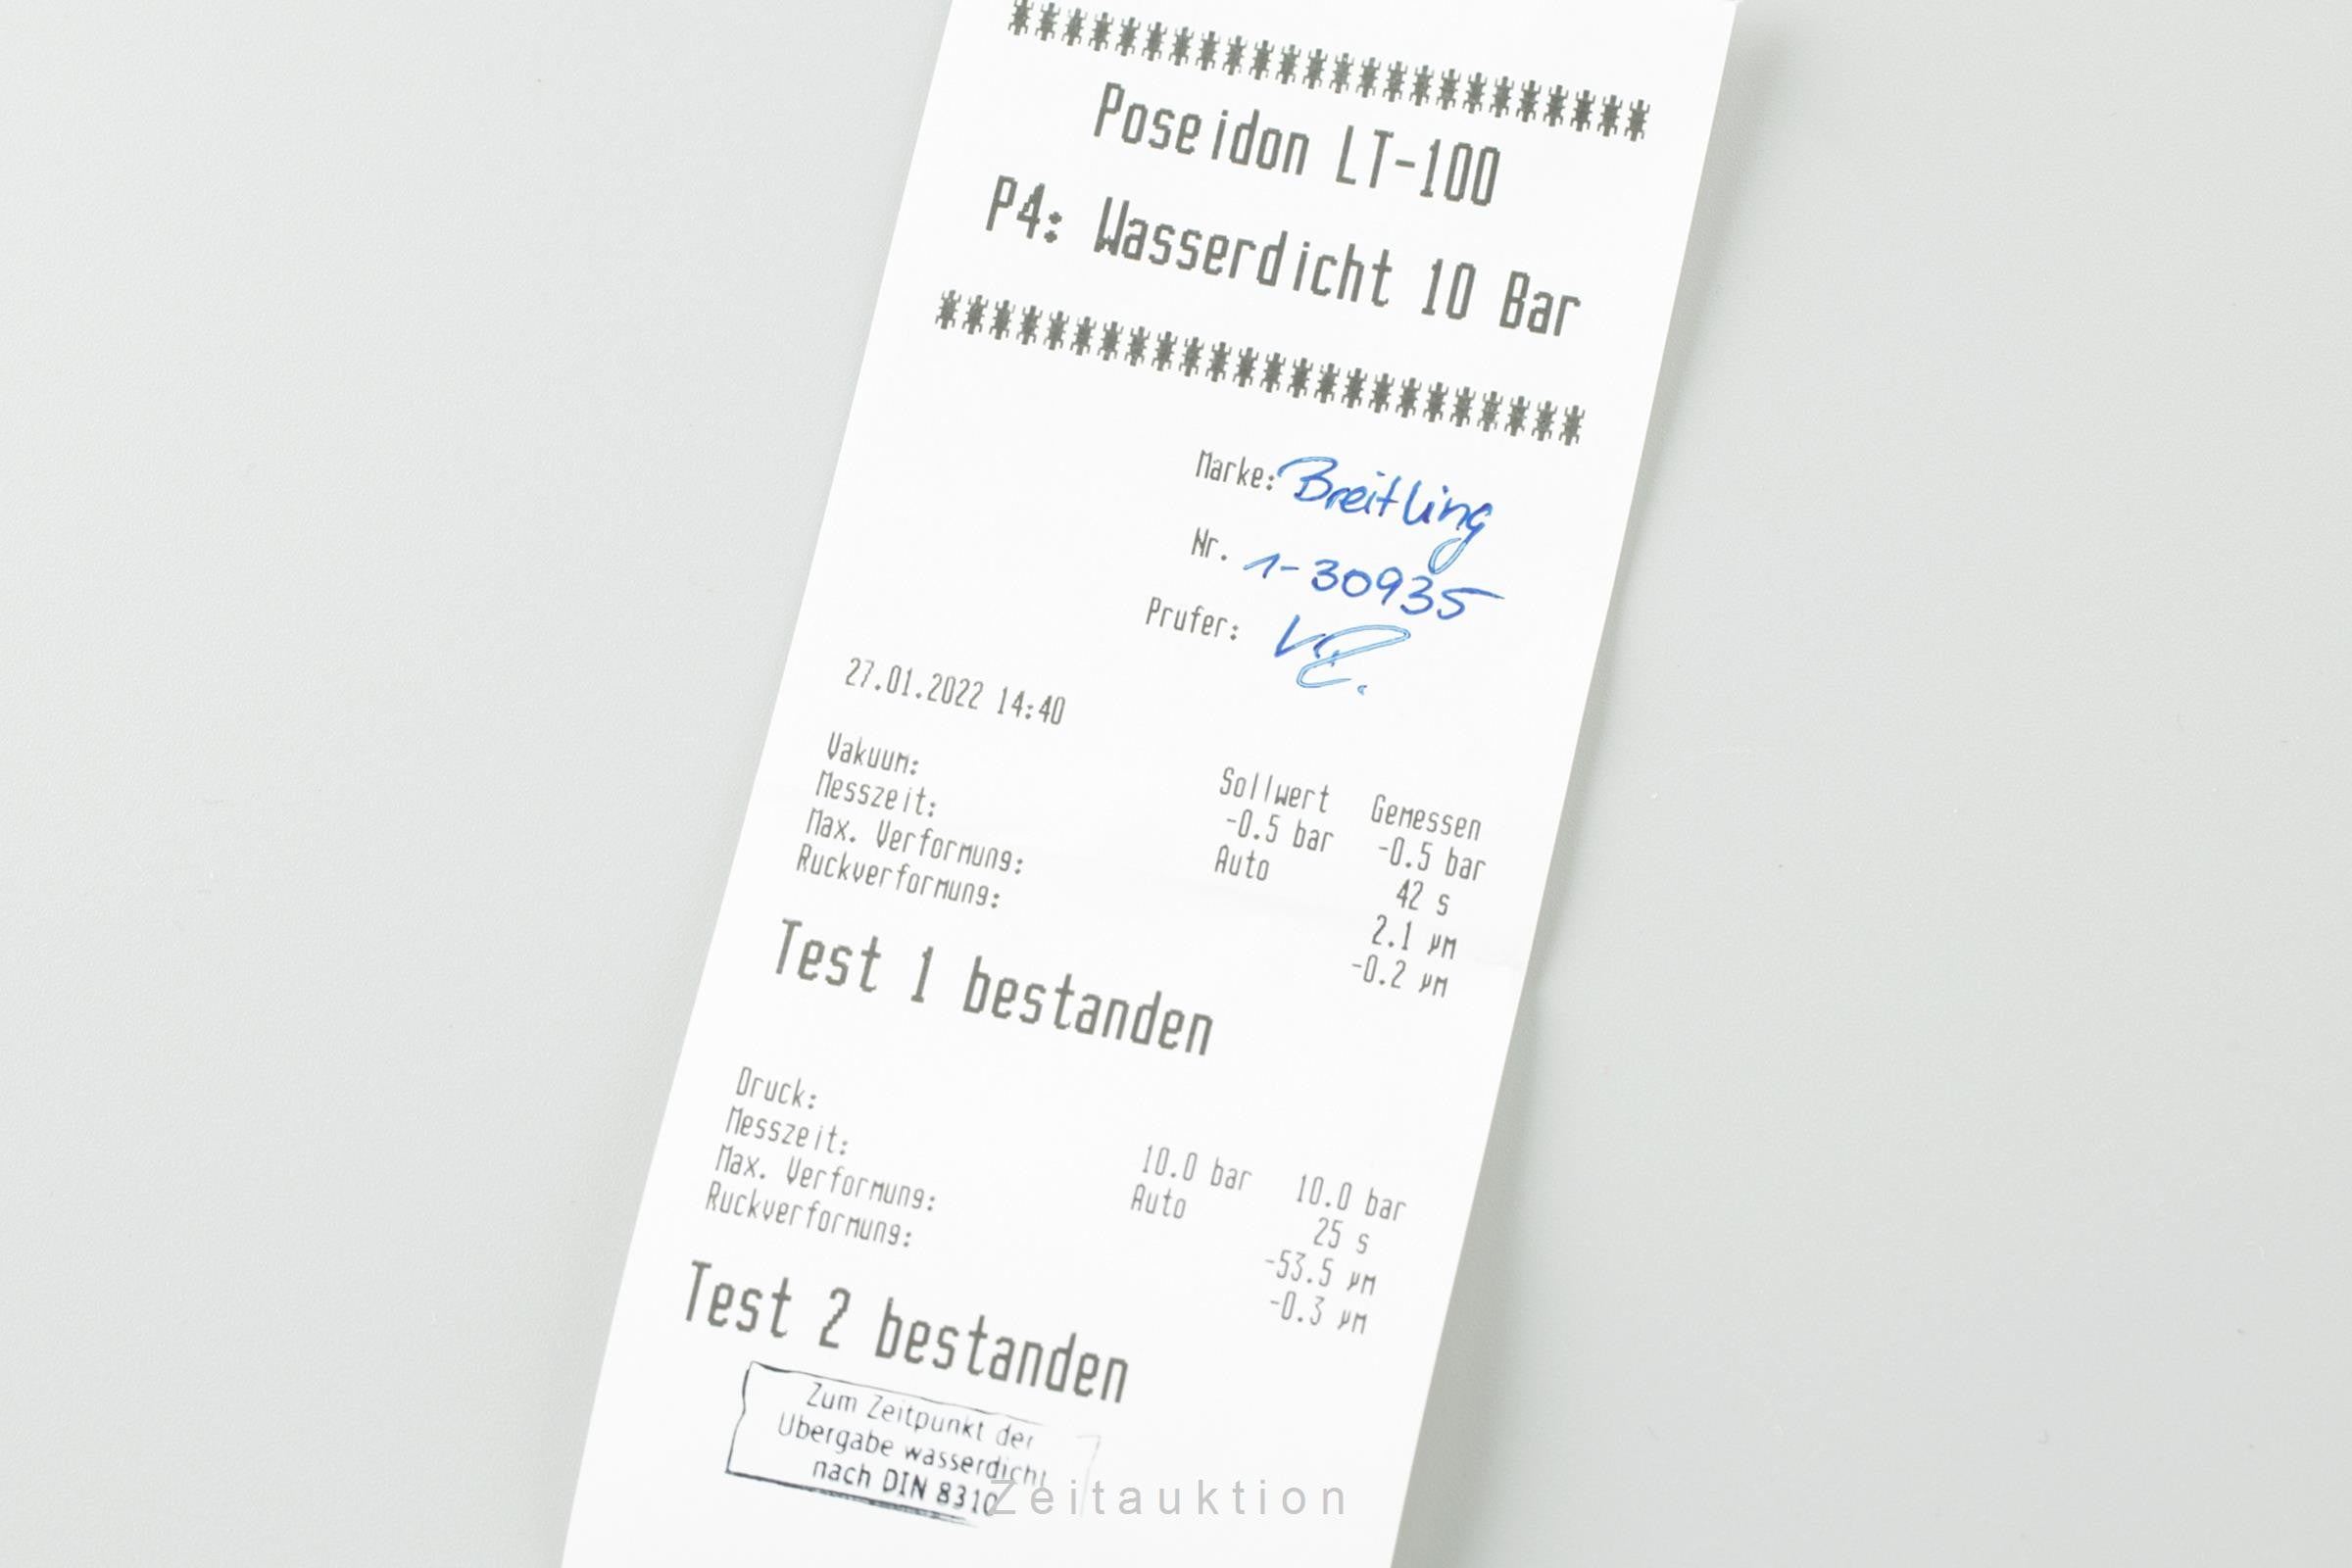 ************************
Poseidon LT-100
P4: Wasserdicht 10 Bar
************************
Marke: Breitling
Nr. 1-30935
Prufer:
27.01.2022 14:40
Sollwert Gemessen
Vakuum: -0.5 bar -0.5 bar
Messzeit: Auto 42 s
Max. Verformung: 2.1 µm
Ruckverformung: -0.2 µm
Test 1 bestanden
Druck: 10.0 bar 10.0 bar
Messzeit: Auto 25 s
Max. Verformung: -53.5 µm
Ruckverformung: -0.3 µm
Test 2 bestanden
Zum Zeitpunkt der
Übergabe wasserdicht
nach DIN 8310
Zeitauktion